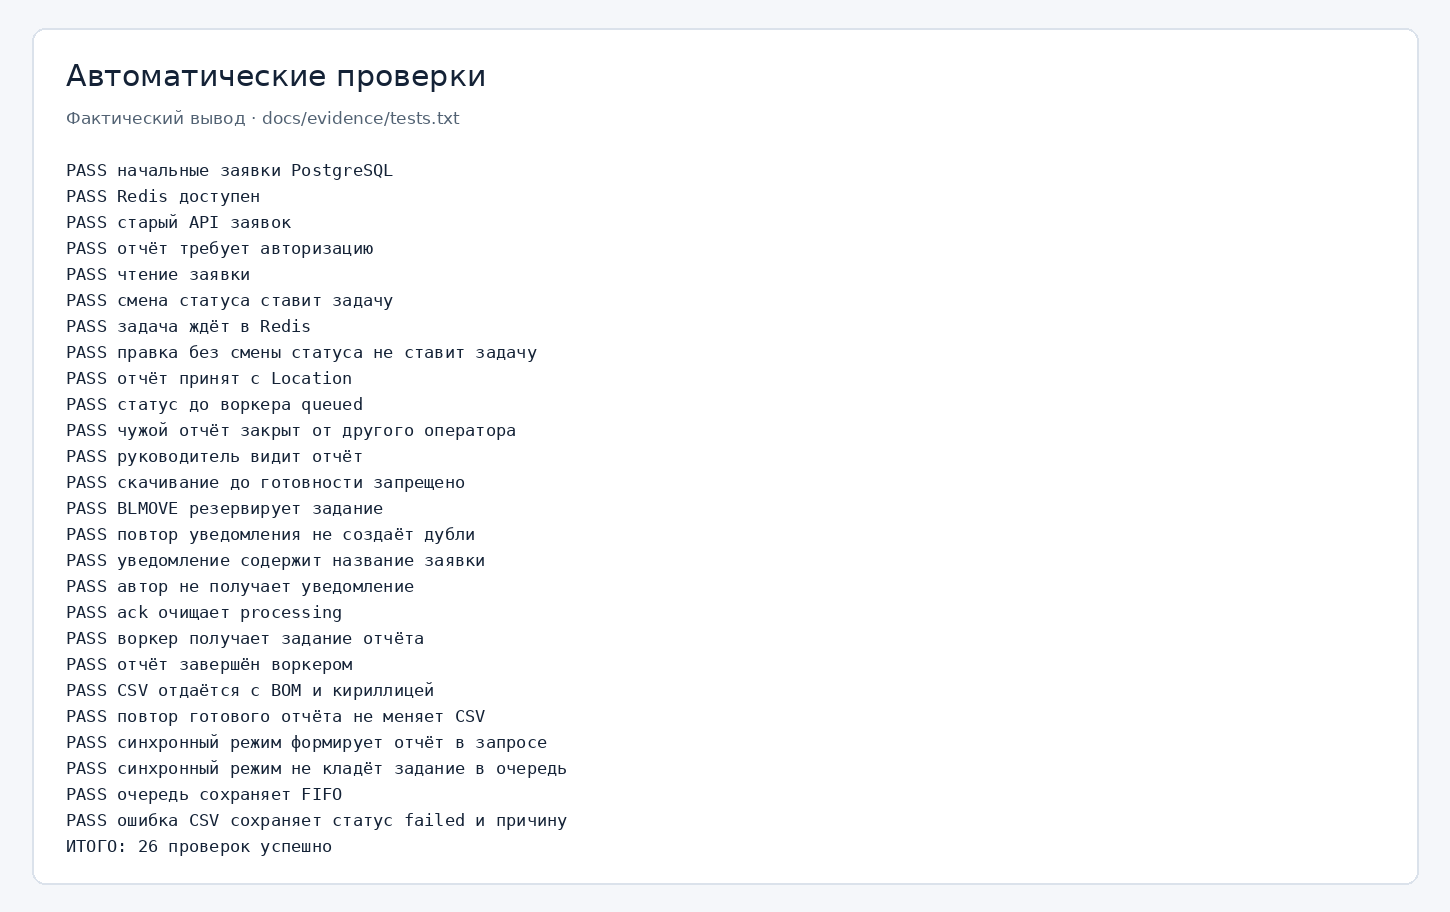 Автоматические проверки
Фактический вывод · docs/evidence/tests.txt
PASS начальные заявки PostgreSQL
PASS Redis доступен
PASS старый API заявок
PASS отчёт требует авторизацию
PASS чтение заявки
PASS смена статуса ставит задачу
PASS задача ждёт в Redis
PASS правка без смены статуса не ставит задачу
PASS отчёт принят с Location
PASS статус до воркера queued
PASS чужой отчёт закрыт от другого оператора
PASS руководитель видит отчёт
PASS скачивание до готовности запрещено
PASS BLMOVE резервирует задание
PASS повтор уведомления не создаёт дубли
PASS уведомление содержит название заявки
PASS автор не получает уведомление
PASS ack очищает processing
PASS воркер получает задание отчёта
PASS отчёт завершён воркером
PASS CSV отдаётся с BOM и кириллицей
PASS повтор готового отчёта не меняет CSV
PASS синхронный режим формирует отчёт в запросе
PASS синхронный режим не кладёт задание в очередь
PASS очередь сохраняет FIFO
PASS ошибка CSV сохраняет статус failed и причину
ИТОГО: 26 проверок успешно